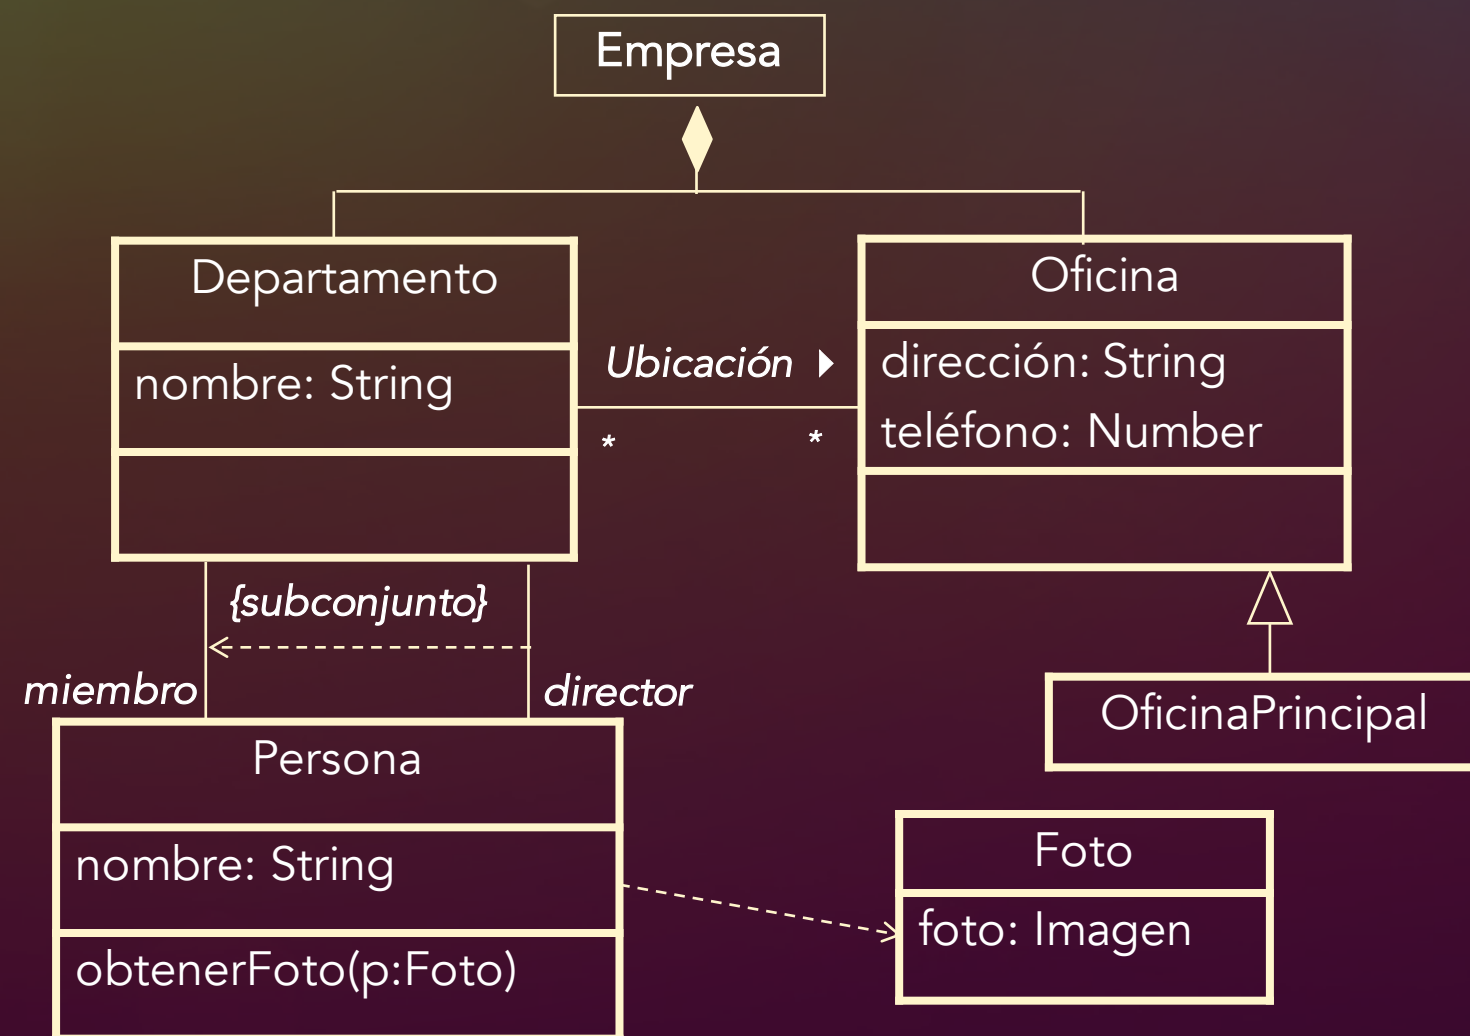 Empresa
Departamento
nombre: String
Ubicación
*
*
Oficina
dirección: String
teléfono: Number
{subconjunto}
miembro
director
OficinaPrincipal
Persona
nombre: String
obtenerFoto(p:Foto)
Foto
foto: Imagen